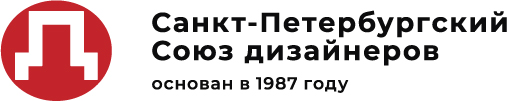 Санкт-Петербургский
Союз дизайнеров
основан в 1987 году